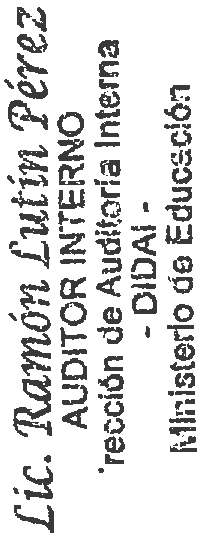 Lic. Ramón Lutín Pérez
AUDITOR INTERNO
rección de Auditoría Interna
- DIDAI -
Ministerio de Educación